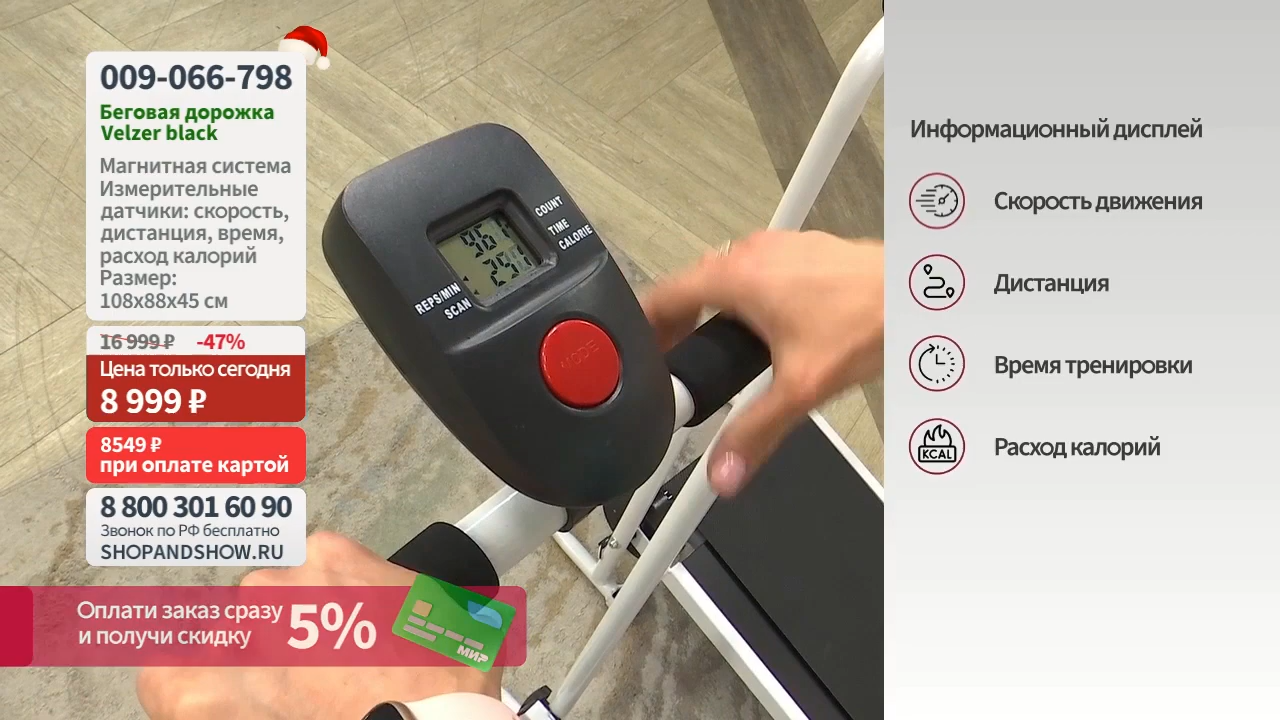 009-066-798
Беговая дорожка
Velzer black
Магнитная система
Измерительные
датчики: скорость,
дистанция, время,
расход калорий
Размер:
108x88x45 см
16 999 ₽ -47%
Цена только сегодня
8 999 ₽
8549 ₽
при оплате картой
8 800 301 60 90
Звонок по РФ бесплатно
SHOPANDSHOW.RU
Оплати заказ сразу
и получи скидку
5%
МИР
COUNT
TIME
CALORIE
REPS/MIN
SCAN
MODE
Информационный дисплей
Скорость движения
Дистанция
Время тренировки
KCAL
Расход калорий